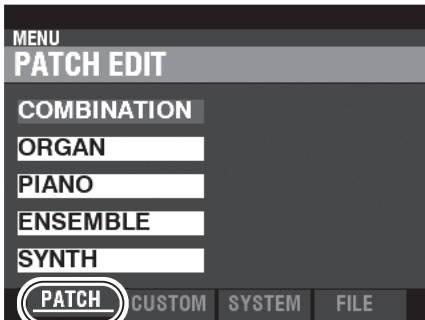 MENU
PATCH EDIT
COMBINATION
ORGAN
PIANO
ENSEMBLE
SYNTH
PATCH CUSTOM SYSTEM FILE